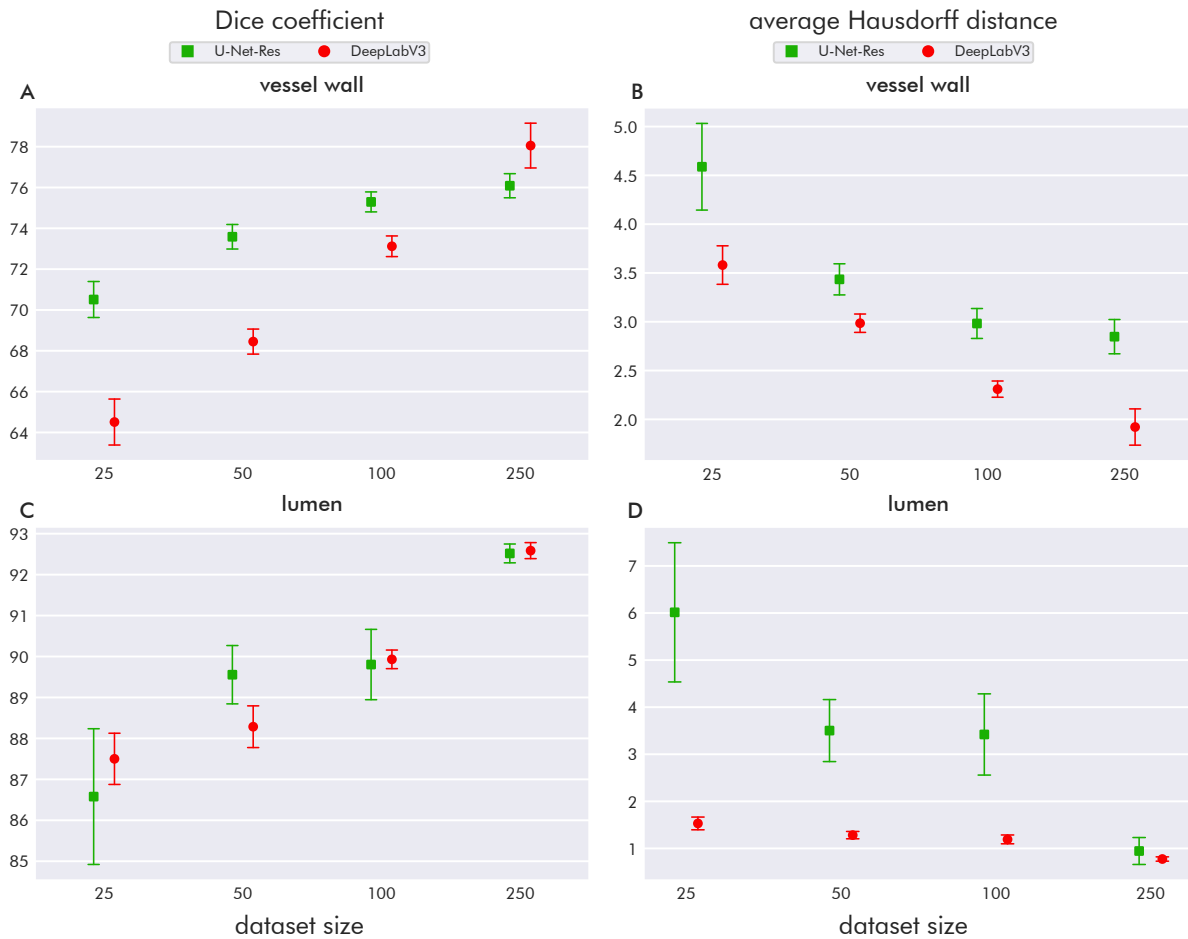 Dice coefficient
average Hausdorff distance
U-Net-Res DeepLabV3
U-Net-Res DeepLabV3
A vessel wall
B vessel wall
78
76
74
72
70
68
66
64
25 50 100 250
5.0
4.5
4.0
3.5
3.0
2.5
2.0
25 50 100 250
C lumen
D lumen
93
92
91
90
89
88
87
86
85
25 50 100 250
dataset size
7
6
5
4
3
2
1
25 50 100 250
dataset size